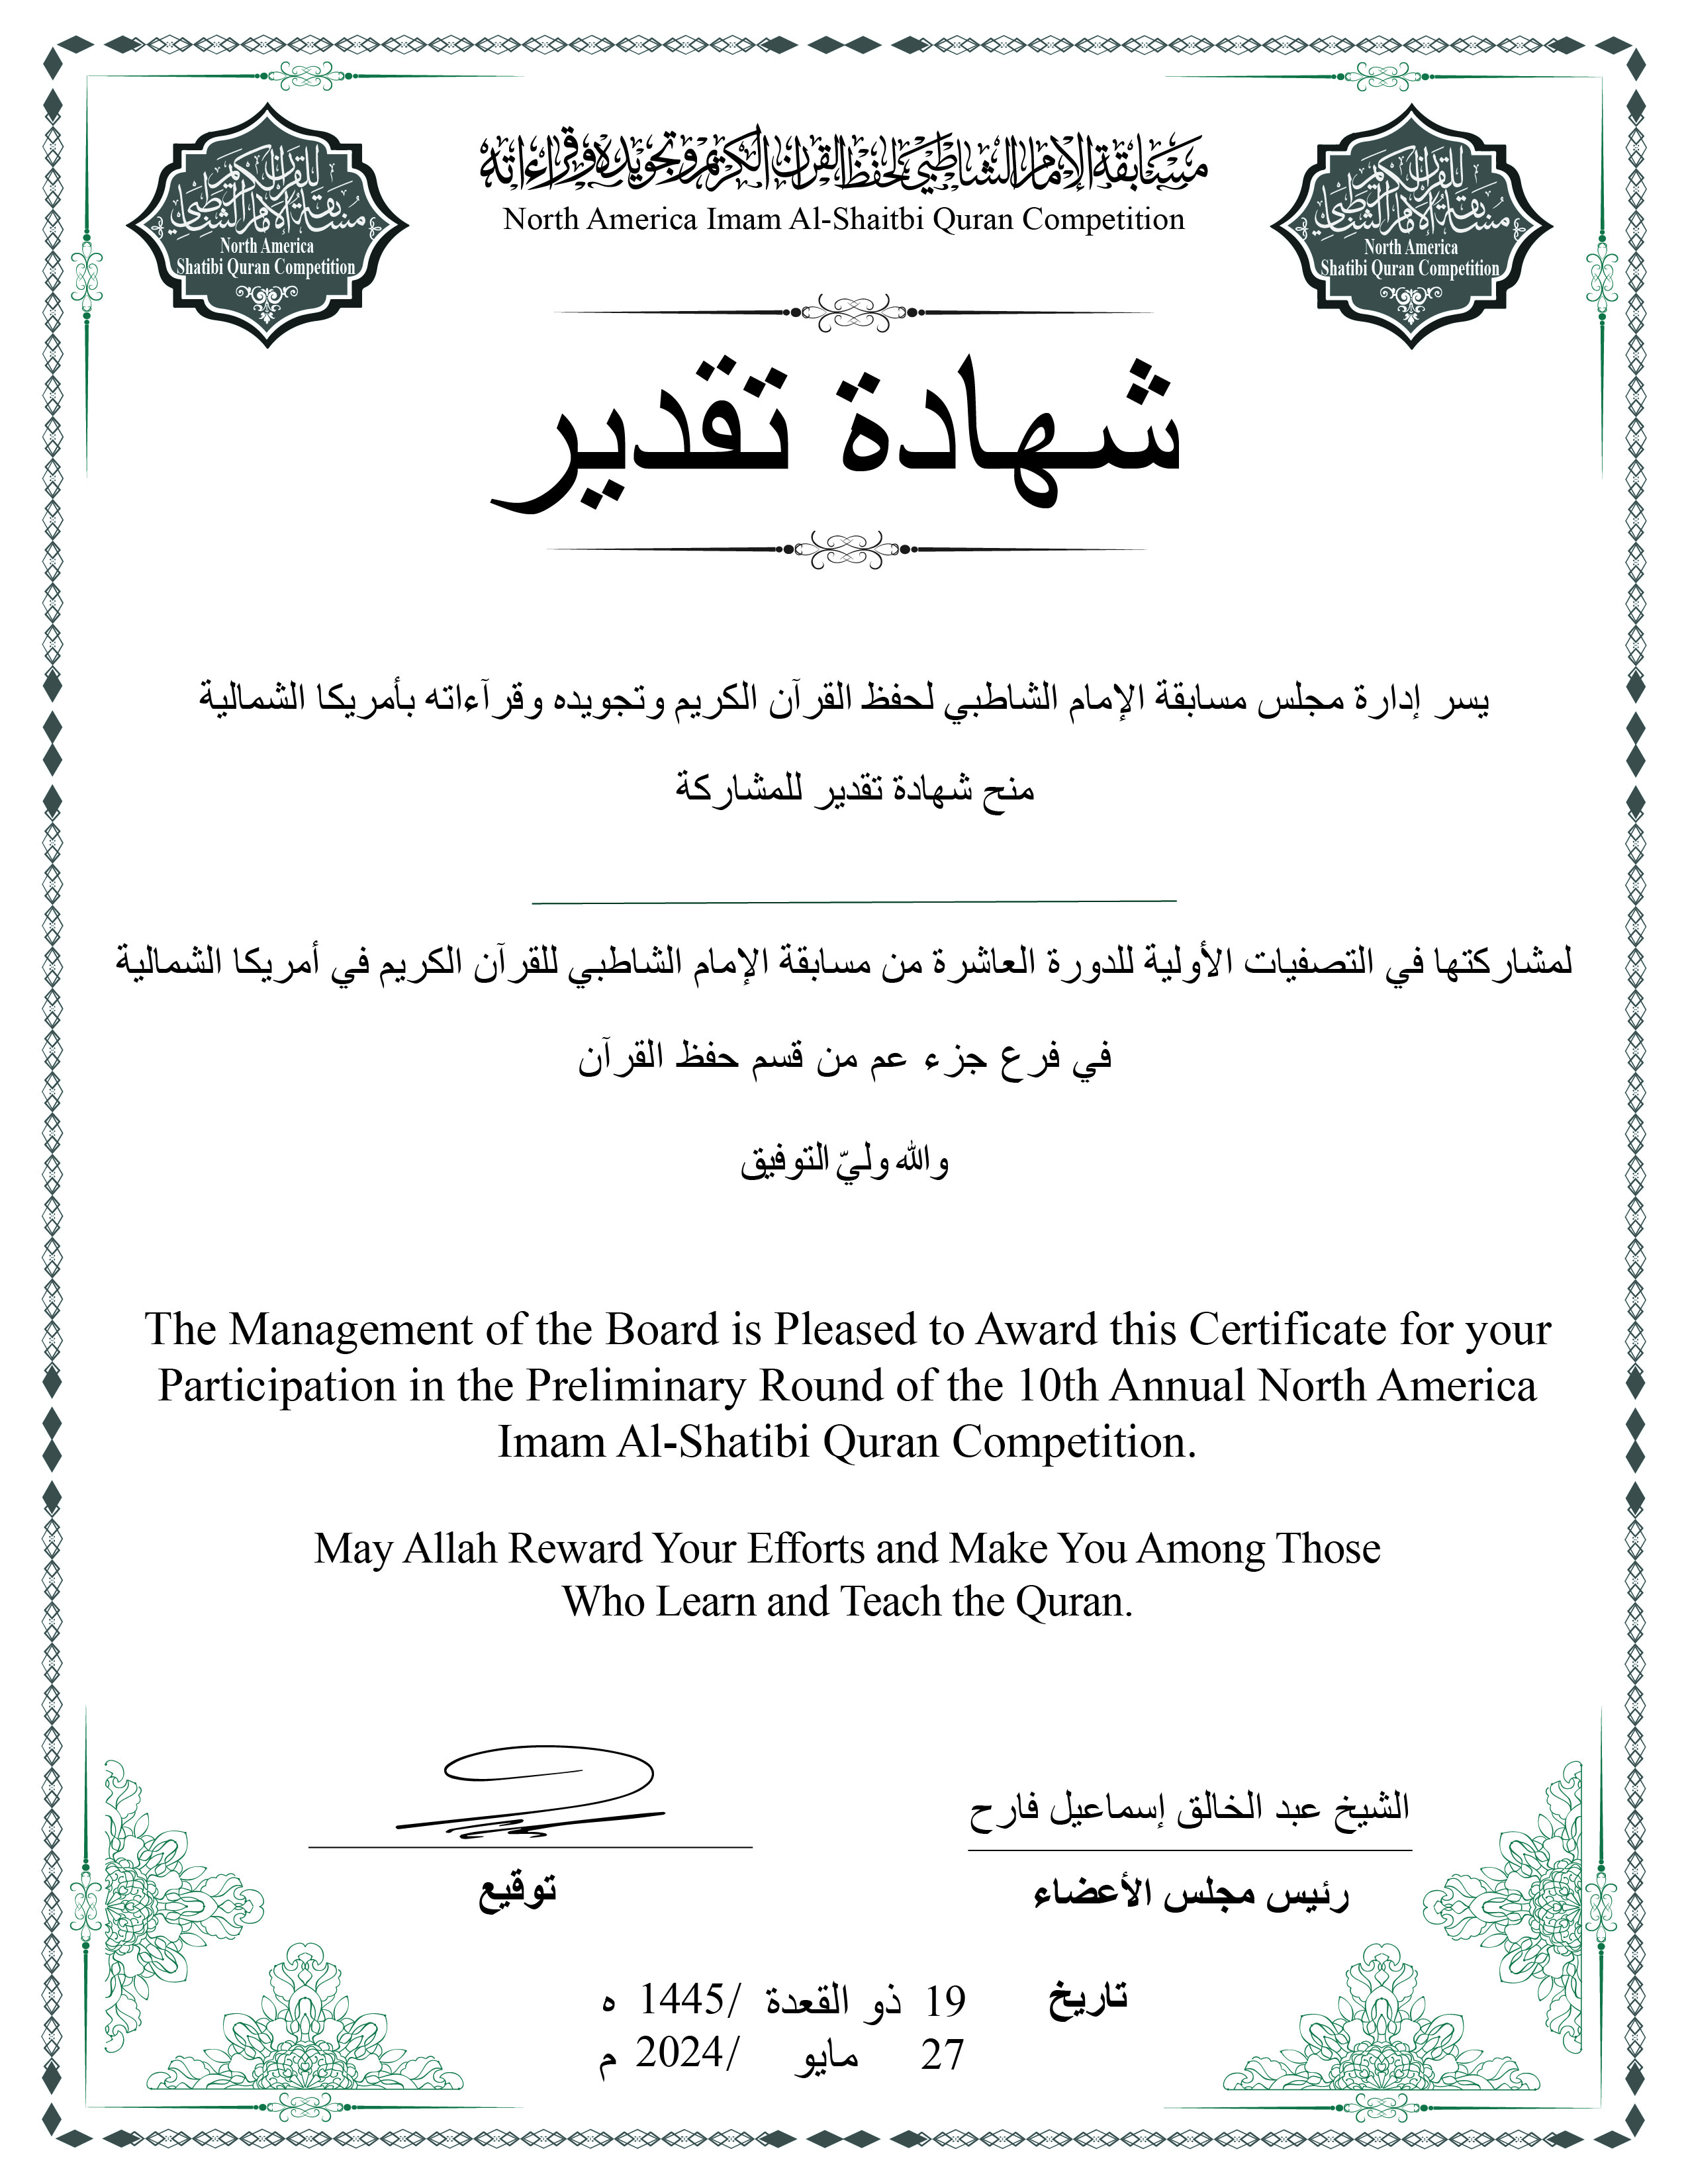 مسابقة الإمام الشاطبي لحفظ القرآن الكريم وتجويده وقراءاته
North America Imam Al-Shaitbi Quran Competition
مسابقة الإمام الشاطبي
للقرآن الكريم
North America
Shatibi Quran Competition
مسابقة الإمام الشاطبي
للقرآن الكريم
North America
Shatibi Quran Competition
شهادة تقدير
يسر إدارة مجلس مسابقة الإمام الشاطبي لحفظ القرآن الكريم وتجويده وقرآءاته بأمريكا الشمالية
منح شهادة تقدير للمشاركة
لمشاركتها في التصفيات الأولية للدورة العاشرة من مسابقة الإمام الشاطبي للقرآن الكريم في أمريكا الشمالية
في فرع جزء عم من قسم حفظ القرآن
والله وليّ التوفيق
The Management of the Board is Pleased to Award this Certificate for your
Participation in the Preliminary Round of the 10th Annual North America
Imam Al-Shatibi Quran Competition.
May Allah Reward Your Efforts and Make You Among Those
Who Learn and Teach the Quran.
الشيخ عبد الخالق إسماعيل فارح
رئيس مجلس الأعضاء
توقيع
تاريخ 19 ذو القعدة /1445 ه
27 مايو /2024 م